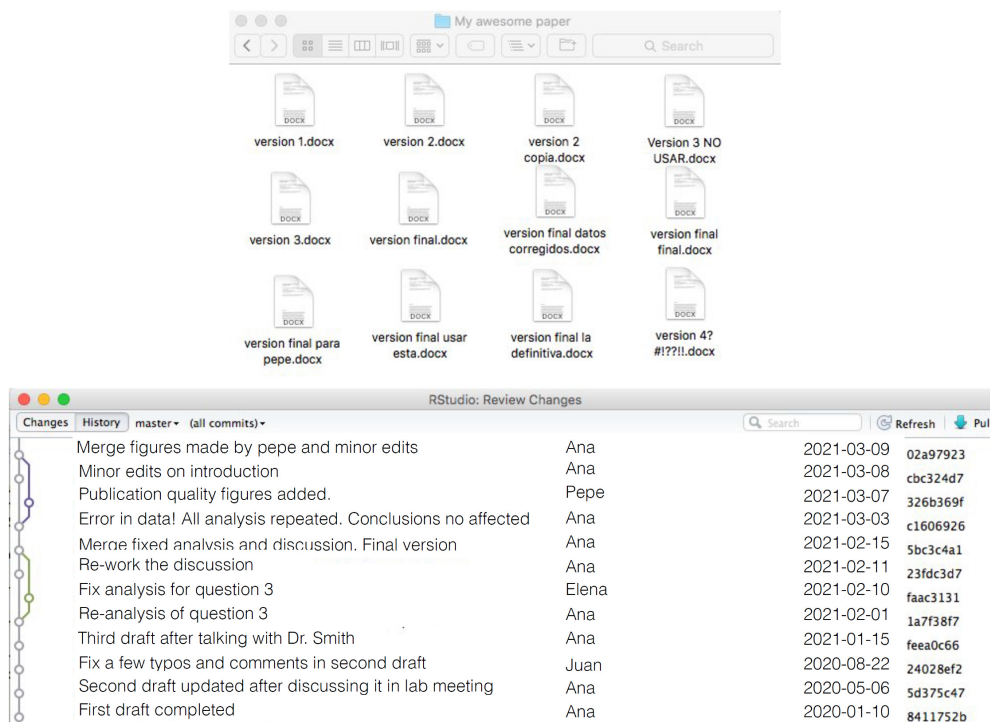 My awesome paper
Search
DOCX DOCX DOCX DOCX
version 1.docx version 2.docx version 2 copia.docx Version 3 NO USAR.docx
DOCX DOCX DOCX DOCX
version 3.docx version final.docx version final datos corregidos.docx version final final.docx
DOCX DOCX DOCX DOCX
version final para pepe.docx version final usar esta.docx version final la definitiva.docx version 4?#!??!!.docx
RStudio: Review Changes
Changes History master (all commits) Search Refresh Pul
Merge figures made by pepe and minor edits Ana 2021-03-09 02a97923
Minor edits on introduction Ana 2021-03-08 cbc324d7
Publication quality figures added. Pepe 2021-03-07 326b369f
Error in data! All analysis repeated. Conclusions no affected Ana 2021-03-03 c1606926
Merge fixed analysis and discussion. Final version Ana 2021-02-15 5bc3c4a1
Re-work the discussion Ana 2021-02-11 23fdc3d7
Fix analysis for question 3 Elena 2021-02-10 faac3131
Re-analysis of question 3 Ana 2021-02-01 1a7f38f7
Third draft after talking with Dr. Smith Ana 2021-01-15 feea0c66
Fix a few typos and comments in second draft Juan 2020-08-22 24028ef2
Second draft updated after discussing it in lab meeting Ana 2020-05-06 5d375c47
First draft completed Ana 2020-01-10 8411752b